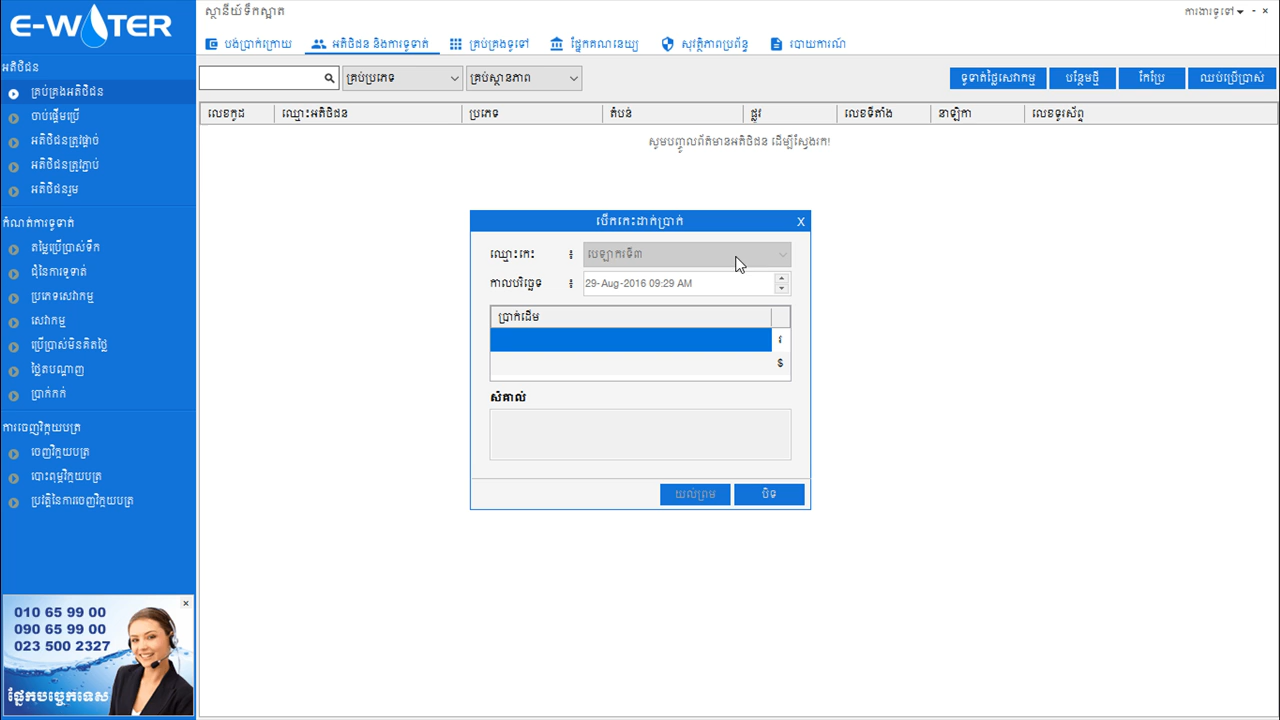 E-WATER
ស្ថានីយ៍ទឹកស្អាត
ការងារទូទៅ
បង់ប្រាក់ក្រោយ
អតិថិជន និងការទូទាត់
គ្រប់គ្រងទូទៅ
ផ្នែកគណនេយ្យ
សុវត្ថិភាពប្រព័ន្ធ
របាយការណ៍
អតិថិជន
គ្រប់គ្រងអតិថិជន
ចាប់ផ្តើមប្រើ
អតិថិជនត្រូវផ្តាច់
អតិថិជនត្រូវភ្ជាប់
អតិថិជនរួម
កំណត់ការទូទាត់
តម្លៃប្រើប្រាស់ទឹក
ជុំនៃការទូទាត់
ប្រភេទសេវាកម្ម
សេវាកម្ម
ប្រើប្រាស់មិនគិតថ្លៃ
ថ្លៃតបណ្តាញ
ប្រាក់កក់
ការចេញវិក្កយបត្រ
ចេញវិក្កយបត្រ
បោះពុម្ពវិក្កយបត្រ
ប្រវត្តិនៃការចេញវិក្កយបត្រ
010 65 99 00
090 65 99 00
023 500 2327
ផ្នែកបច្ចេកទេស
គ្រប់ប្រភេទ
គ្រប់ស្ថានភាព
ទូទាត់ថ្លៃសេវាកម្ម
បន្ថែមថ្មី
កែប្រែ
ឈប់ប្រើប្រាស់
លេខកូដ
ឈ្មោះអតិថិជន
ប្រភេទ
តំបន់
ផ្លូវ
លេខទីតាំង
នាឡិកា
លេខទូរស័ព្ទ
សូមបញ្ចូលព័ត៌មានអតិថិជន ដើម្បីស្វែងរក!
បើកកេះដាក់ប្រាក់
X
ឈ្មោះកេះ ៖ បេឡាករទី៣
កាលបរិច្ឆេទ ៖ 29-Aug-2016 09:29 AM
ប្រាក់ដើម
៛
$
សំគាល់
យល់ព្រម
បិទ